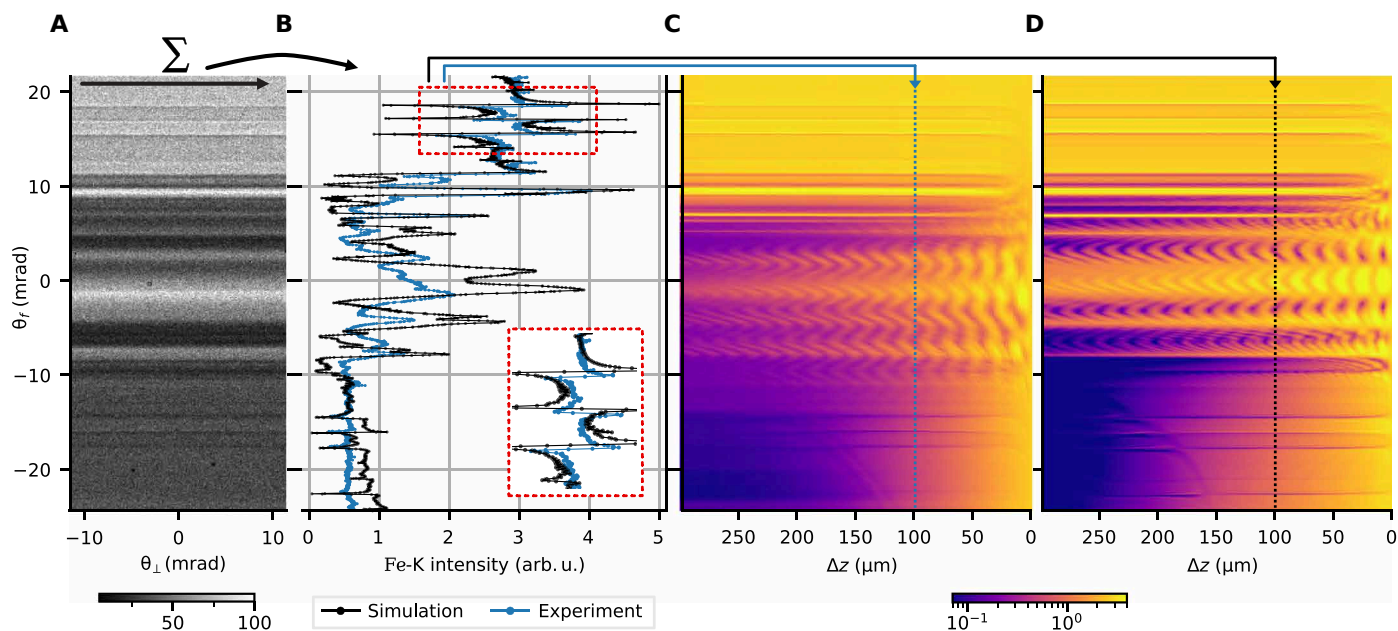 A
B
C
D
∑
20
10
0
−10
−20
θf (mrad)
−10
0
10
0
1
2
3
4
5
250
200
150
100
50
0
250
200
150
100
50
0
θ⊥ (mrad)
Fe-K intensity (arb. u.)
Δz (μm)
Δz (μm)
50
100
Simulation
Experiment
10⁻¹
10⁰